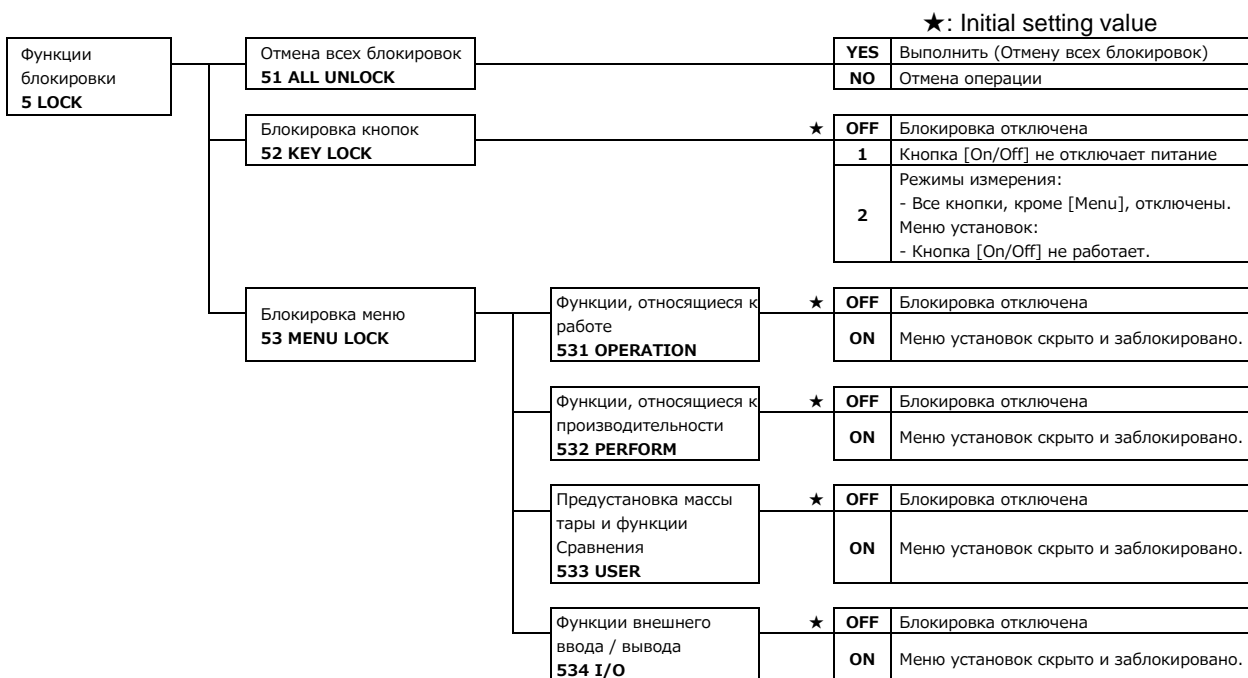 ★: Initial setting value
Функции
блокировки
5 LOCK
Отмена всех блокировок
51 ALL UNLOCK
YES Выполнить (Отмену всех блокировок)
NO Отмена операции
Блокировка кнопок
52 KEY LOCK
★ OFF Блокировка отключена
1 Кнопка [On/Off] не отключает питание
2 Режимы измерения:
- Все кнопки, кроме [Menu], отключены.
Меню установок:
- Кнопка [On/Off] не работает.
Блокировка меню
53 MENU LOCK
Функции, относящиеся к
работе
531 OPERATION
★ OFF Блокировка отключена
ON Меню установок скрыто и заблокировано.
Функции, относящиеся к
производительности
532 PERFORM
★ OFF Блокировка отключена
ON Меню установок скрыто и заблокировано.
Предустановка массы
тары и функции
Сравнения
533 USER
★ OFF Блокировка отключена
ON Меню установок скрыто и заблокировано.
Функции внешнего
ввода / вывода
534 I/O
★ OFF Блокировка отключена
ON Меню установок скрыто и заблокировано.